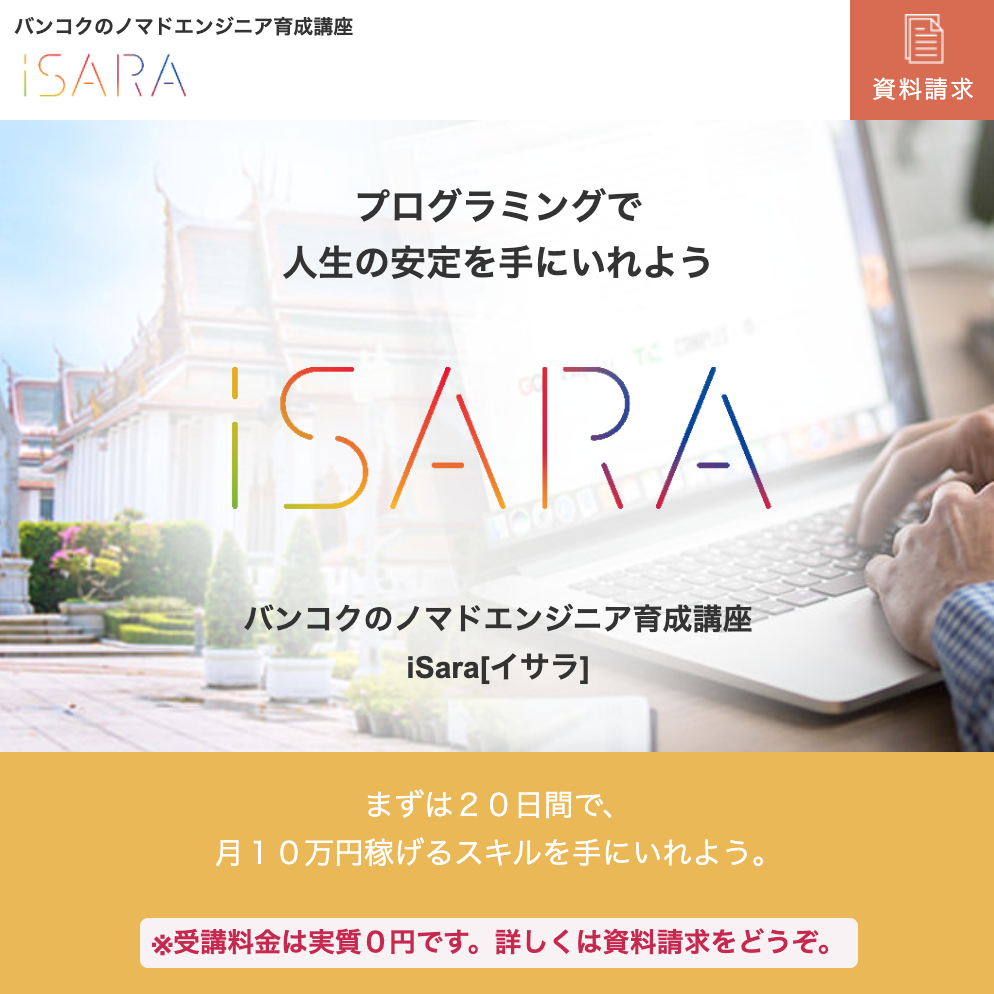 バンコクのノマドエンジニア育成講座
iSARA
資料請求
プログラミングで
人生の安定を手にいれよう
iSARA
バンコクのノマドエンジニア育成講座
iSara[イサラ]
まずは２０日間で、
月１０万円稼げるスキルを手にいれよう。
※受講料金は実質０円です。詳しくは資料請求をどうぞ。